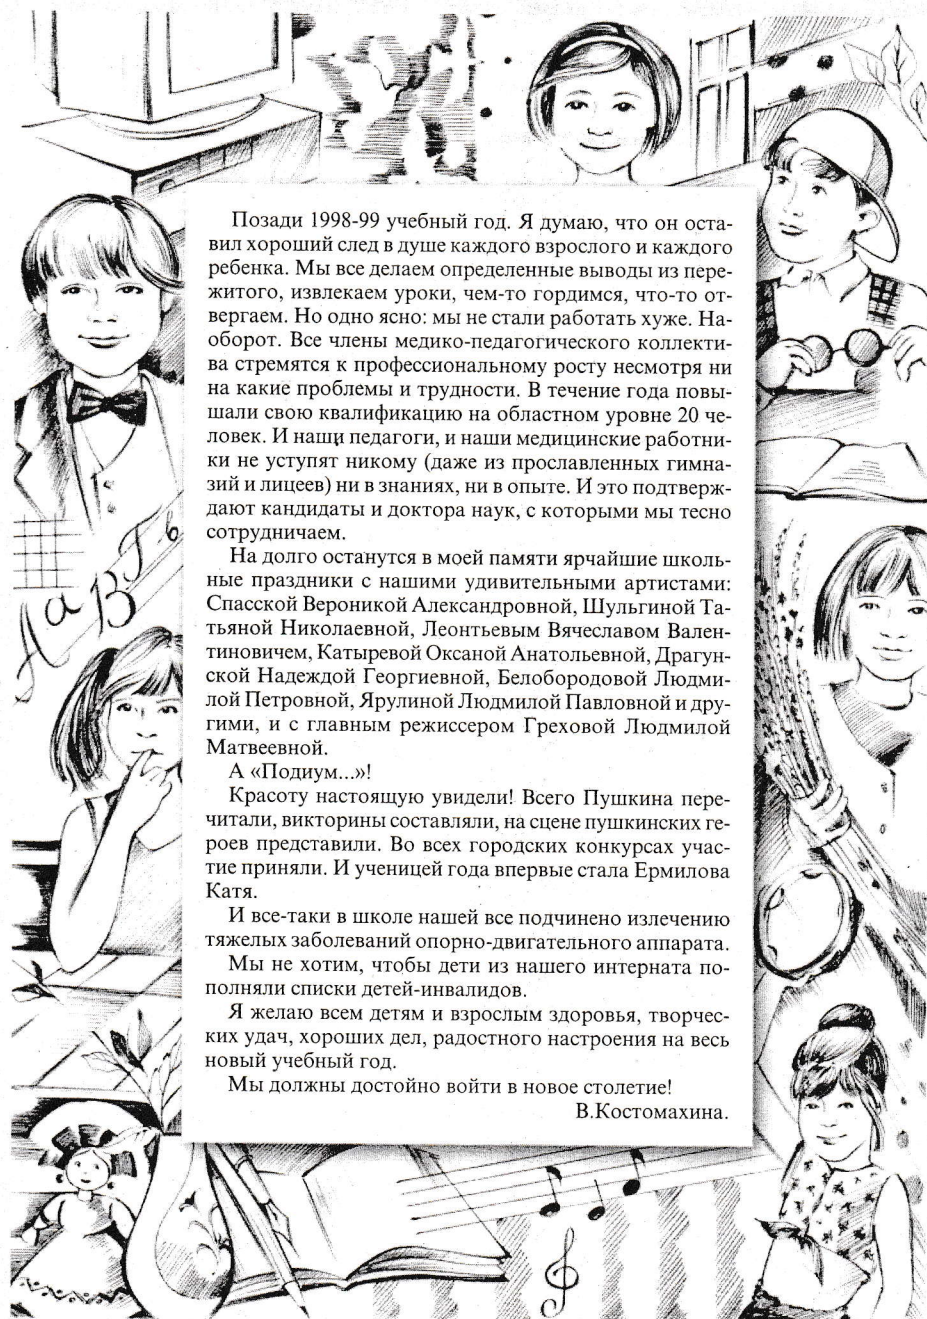 Позади 1998-99 учебный год. Я думаю, что он оста-
вил хороший след в душе каждого взрослого и каждого
ребенка. Мы все делаем определенные выводы из пере-
житого, извлекаем уроки, чем-то гордимся, что-то от-
вергаем. Но одно ясно: мы не стали работать хуже. На-
оборот. Все члены медико-педагогического коллекти-
ва стремятся к профессиональному росту несмотря ни
на какие проблемы и трудности. В течение года повы-
шали свою квалификацию на областном уровне 20 че-
ловек. И наши педагоги, и наши медицинские работни-
ки не уступят никому (даже из прославленных гимна-
зий и лицеев) ни в знаниях, ни в опыте. И это подтверж-
дают кандидаты и доктора наук, с которыми мы тесно
сотрудничаем.
На долго останутся в моей памяти ярчайшие школь-
ные праздники с нашими удивительными артистами:
Спасской Вероникой Александровной, Шульгиной Та-
тьяной Николаевной, Леонтьевым Вячеславом Вален-
тиновичем, Катыревой Оксаной Анатольевной, Драгун-
ской Надеждой Георгиевной, Белобородовой Людми-
лой Петровной, Ярулиной Людмилой Павловной и дру-
гими, и с главным режиссером Греховой Людмилой
Матвеевной.
А «Подиум...»!
Красоту настоящую увидели! Всего Пушкина пере-
читали, викторины составляли, на сцене пушкинских ге-
роев представили. Во всех городских конкурсах учас-
тие приняли. И ученицей года впервые стала Ермилова
Катя.
И все-таки в школе нашей все подчинено излечению
тяжелых заболеваний опорно-двигательного аппарата.
Мы не хотим, чтобы дети из нашего интерната по-
полняли списки детей-инвалидов.
Я желаю всем детям и взрослым здоровья, творчес-
ких удач, хороших дел, радостного настроения на весь
новый учебный год.
Мы должны достойно войти в новое столетие!
В.Костомахина.
А а В Г ь